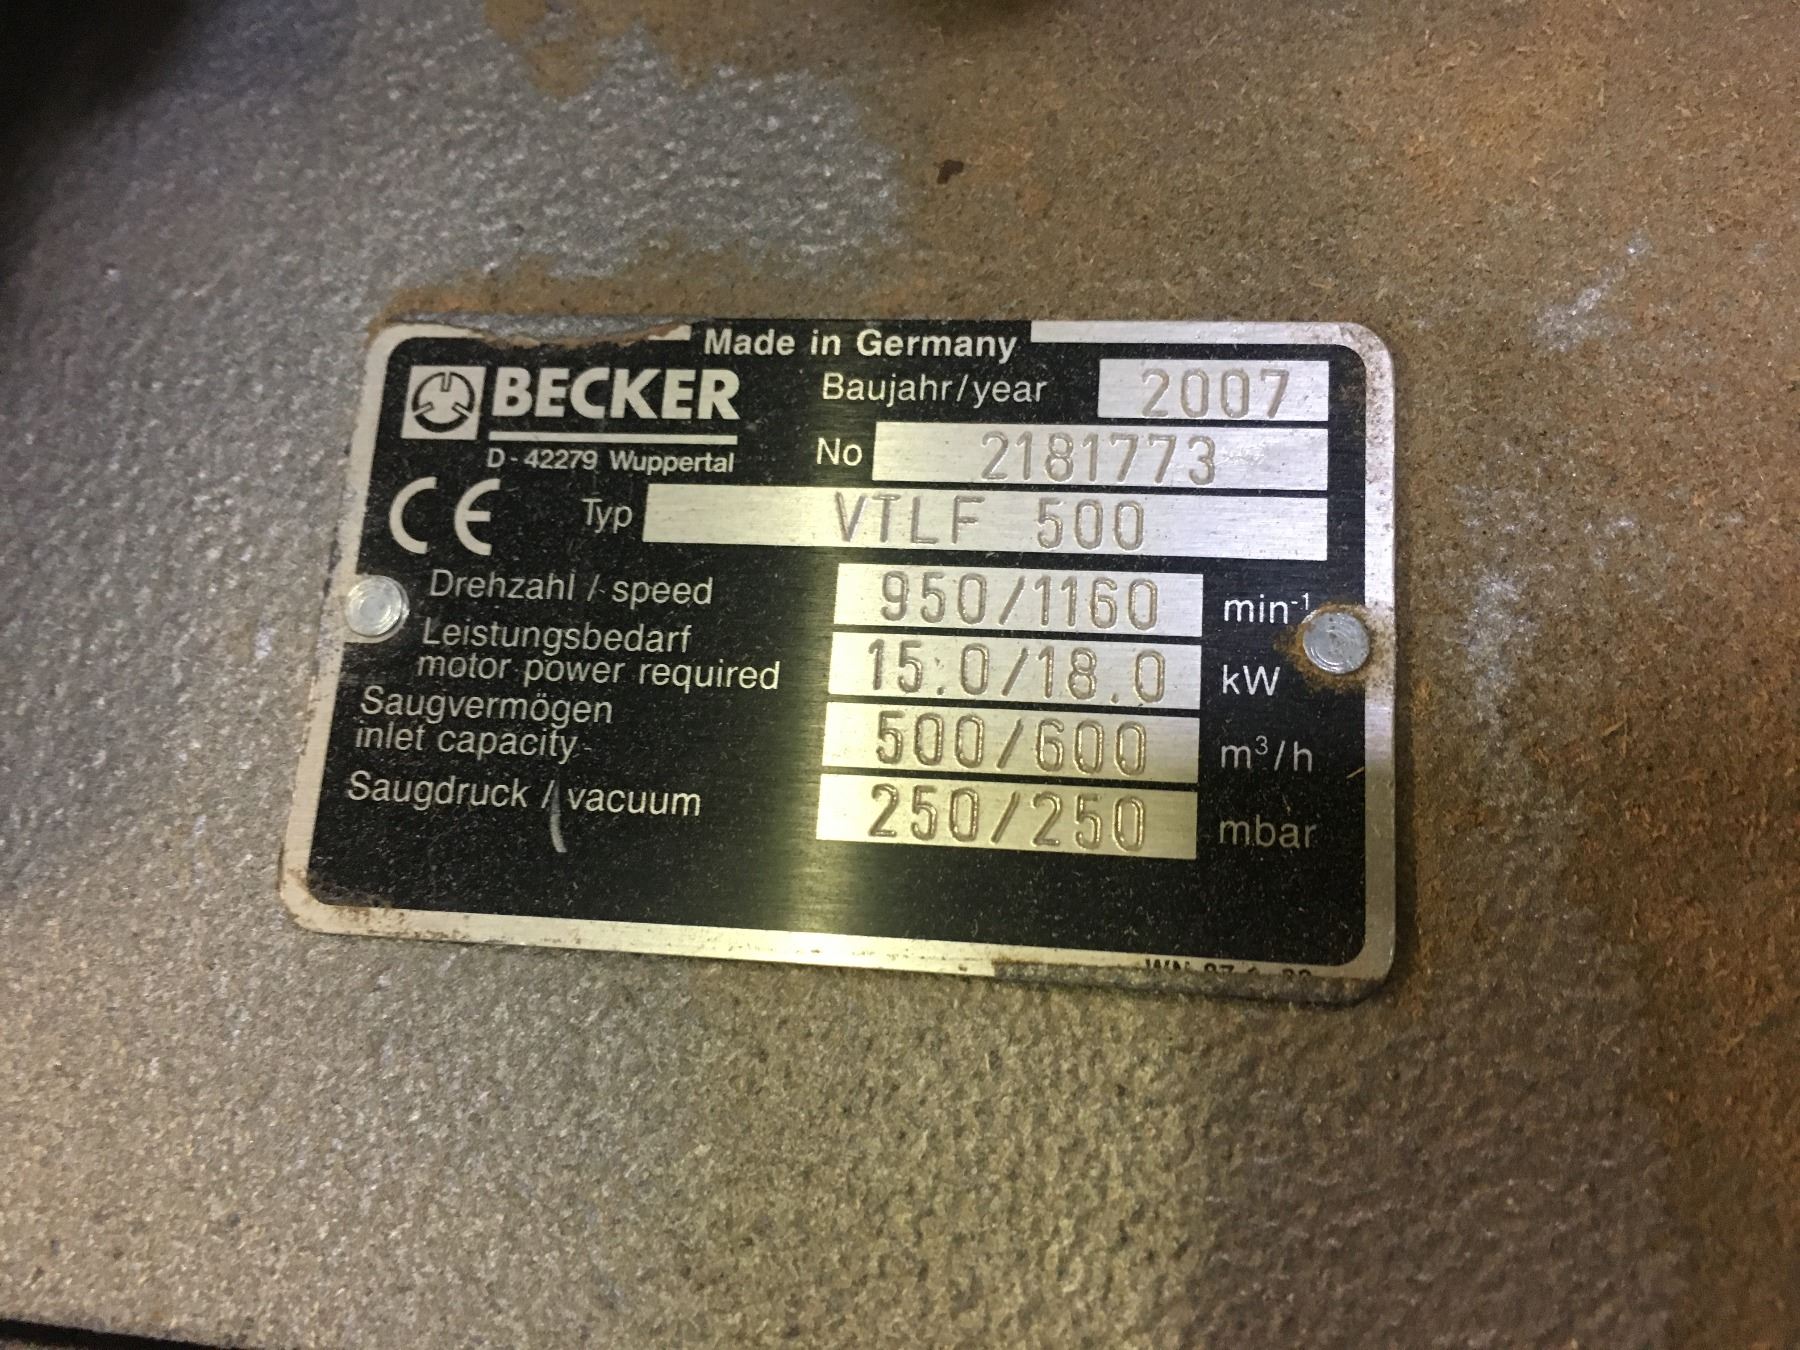 Made in Germany
BECKER
Baujahr/year 2007
D-42279 Wuppertal
No 2181773
CE
Typ VTLF 500
Drehzahl / speed 950/1160 min-1
Leistungsbedarf
motor power required 15.0/18.0 kW
Saugvermögen
inlet capacity 500/600 m³/h
Saugdruck / vacuum 250/250 mbar